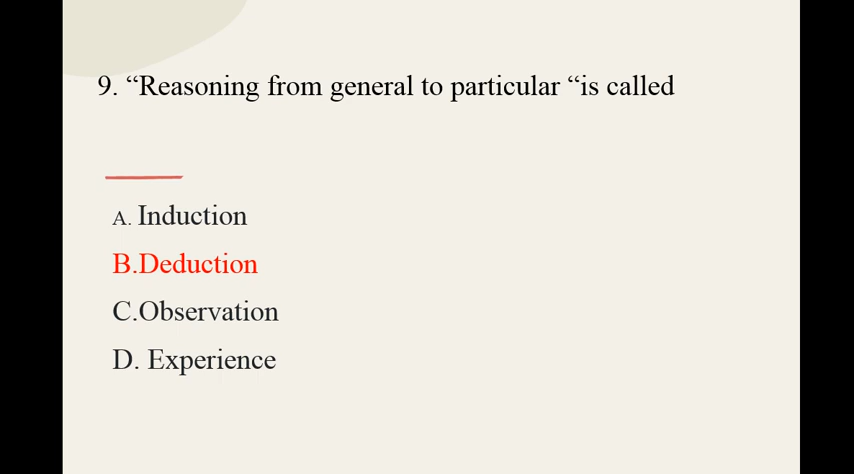 9. “Reasoning from general to particular “is called
A. Induction
B.Deduction
C.Observation
D. Experience